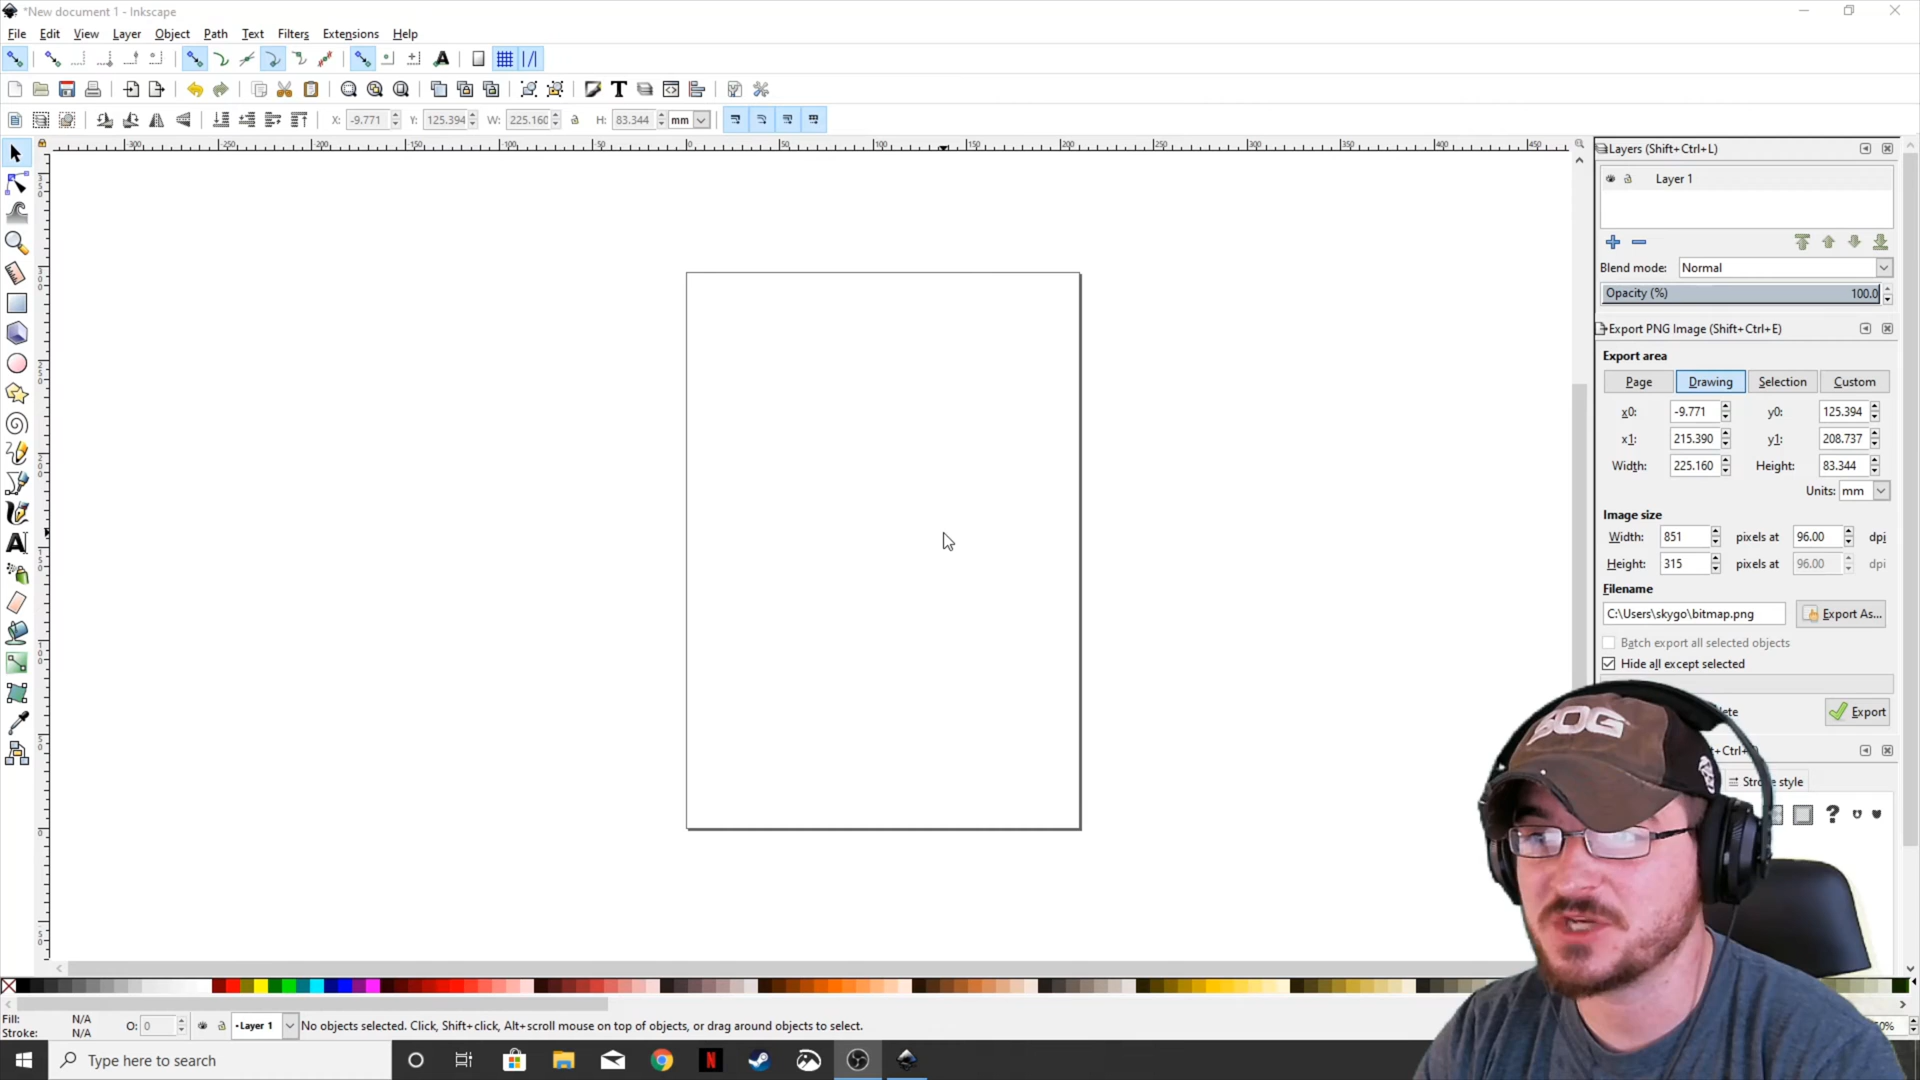 *New document 1 - Inkscape
File Edit View Layer Object Path Text Filters Extensions Help
X: -9.771 Y: 125.394 W: 225.160 H: 83.344 mm
Layers (Shift+Ctrl+L)
Layer 1
Blend mode: Normal
Opacity (%) 100.0
Export PNG Image (Shift+Ctrl+E)
Export area
Page Drawing Selection Custom
x0: -9.771 y0: 125.394
x1: 215.390 y1: 208.737
Width: 225.160 Height: 83.344
Units: mm
Image size
Width: 851 pixels at 96.00 dpi
Height: 315 pixels at 96.00 dpi
Filename
C:\Users\skygo\bitmap.png Export As...
Batch export all selected objects
Hide all except selected
Export
SOG
Fill: N/A
Stroke: N/A
O: 0 •Layer 1 No objects selected. Click, Shift+click, Alt+scroll mouse on top of objects, or drag around objects to select.
Type here to search